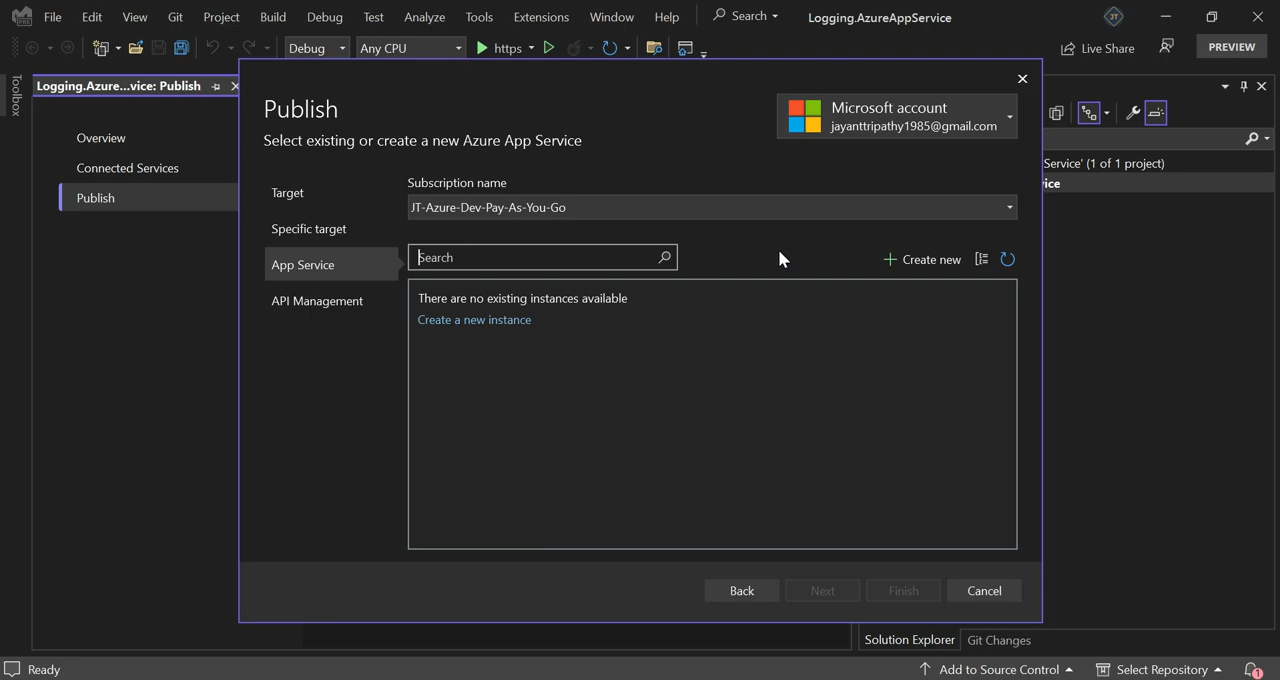 File Edit View Git Project Build Debug Test Analyze Tools Extensions Window Help Search Logging.AzureAppService JT
PRE
Debug Any CPU https Live Share PREVIEW
Toolbox
Logging.Azure...vice: Publish
Overview
Connected Services
Publish
Publish
Select existing or create a new Azure App Service
Microsoft account
jayanttripathy1985@gmail.com
Target
Specific target
App Service
API Management
Subscription name
JT-Azure-Dev-Pay-As-You-Go
Search
Create new
There are no existing instances available
Create a new instance
Back Next Finish Cancel
Service' (1 of 1 project)
ice
Solution Explorer Git Changes
Ready Add to Source Control Select Repository 1